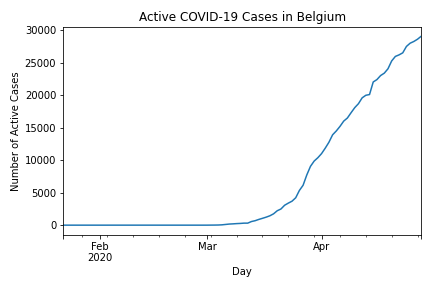 Active COVID-19 Cases in Belgium
30000
25000
20000
15000
10000
5000
0
Number of Active Cases
Feb
2020
Mar
Apr
Day